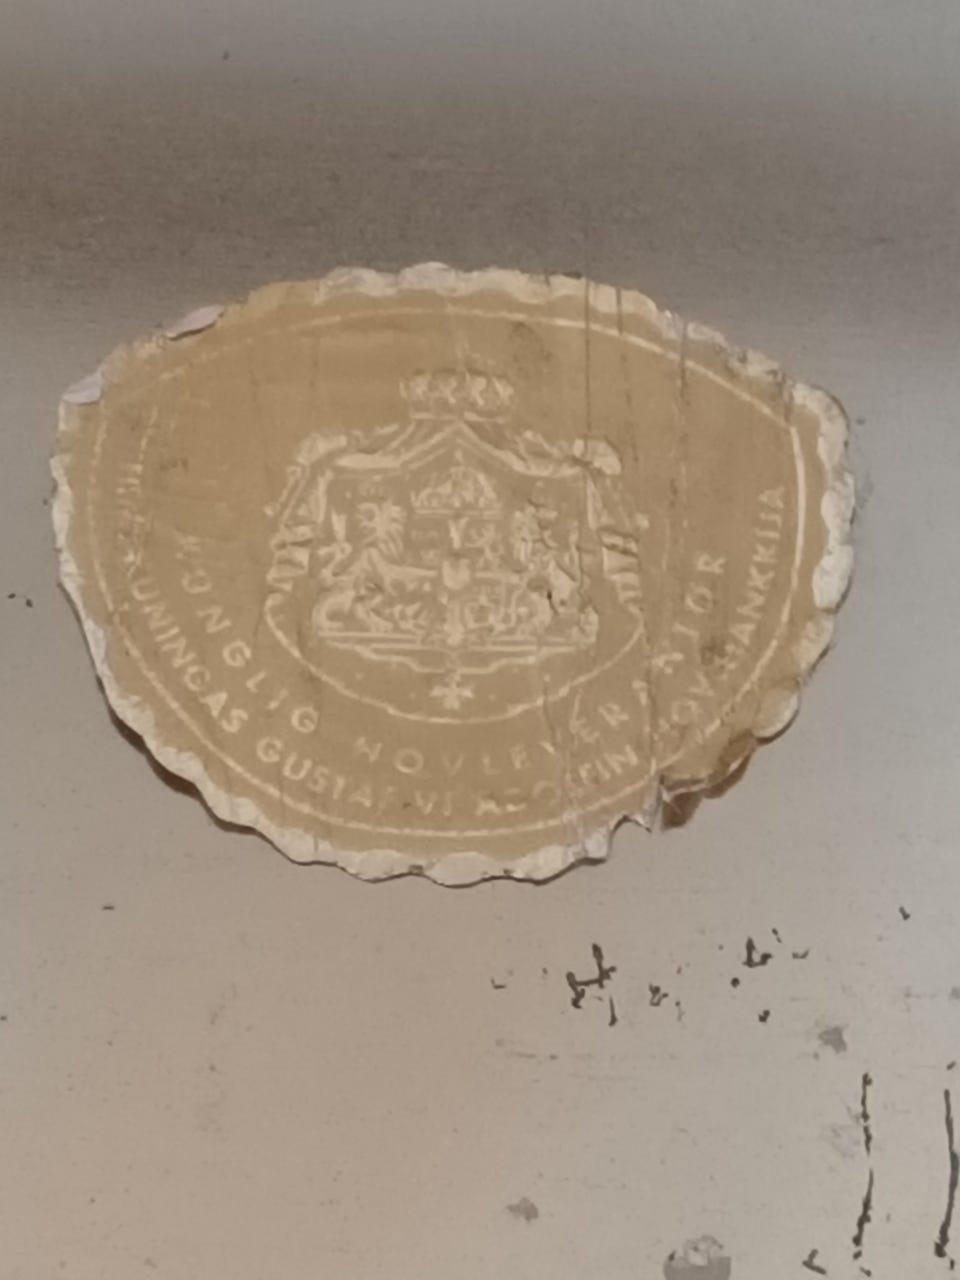 KUNGLIG HOVLEVERANTÖR
KUNINGAS GUSTAF VI ADOLFIN HOVIHANKKIJA